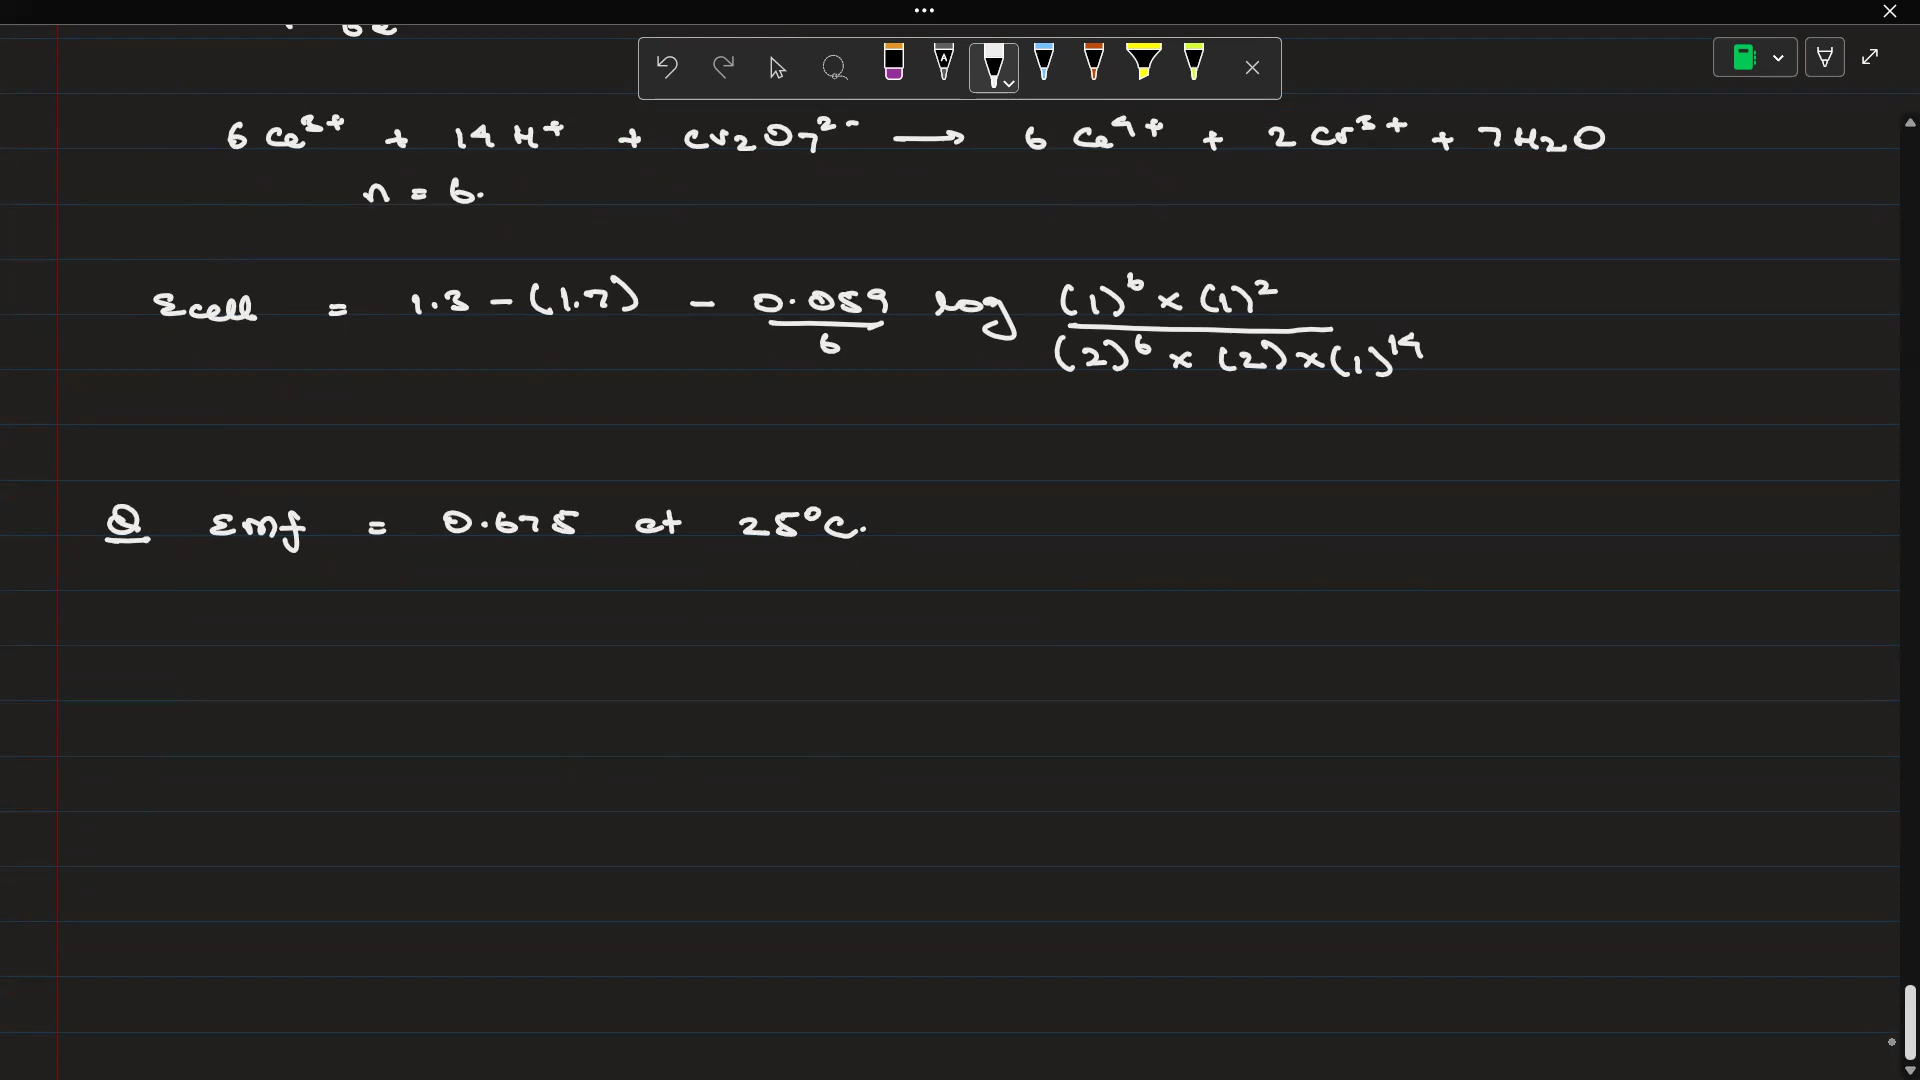 6 Ce³⁺ + 14 H⁺ + Cr₂O₇²⁻ ⟶ 6 Ce⁴⁺ + 2 Cr³⁺ + 7 H₂O
n = 6.
Ecell = 1.3 - (1.7) - 0.059/6 log (1)⁶ × (1)² / (2)⁶ × (2) × (1)¹⁴
Q Emf = 0.675 at 25°C.